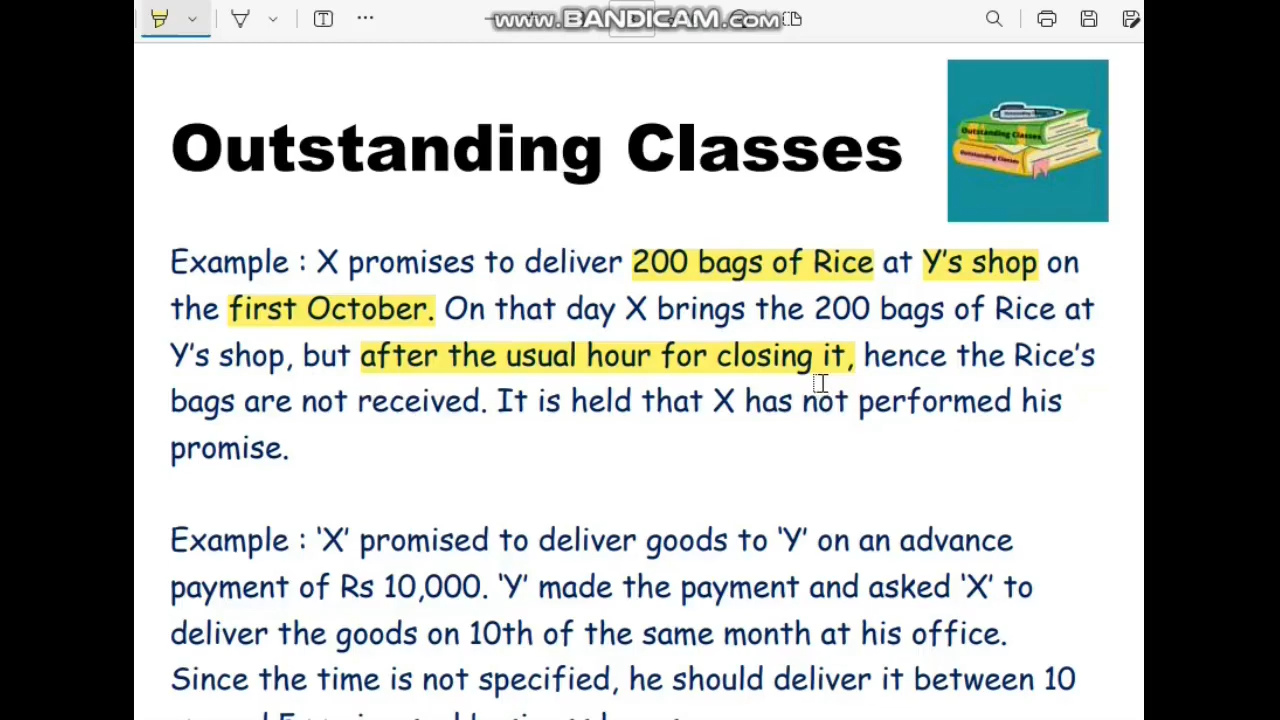 www.BANDICAM.com
Outstanding Classes
Outstanding Classes
Outstanding Classes
Example : X promises to deliver 200 bags of Rice at Y's shop on
the first October. On that day X brings the 200 bags of Rice at
Y's shop, but after the usual hour for closing it, hence the Rice's
bags are not received. It is held that X has not performed his
promise.
Example : ‘X’ promised to deliver goods to ‘Y’ on an advance
payment of Rs 10,000. ‘Y’ made the payment and asked ‘X’ to
deliver the goods on 10th of the same month at his office.
Since the time is not specified, he should deliver it between 10